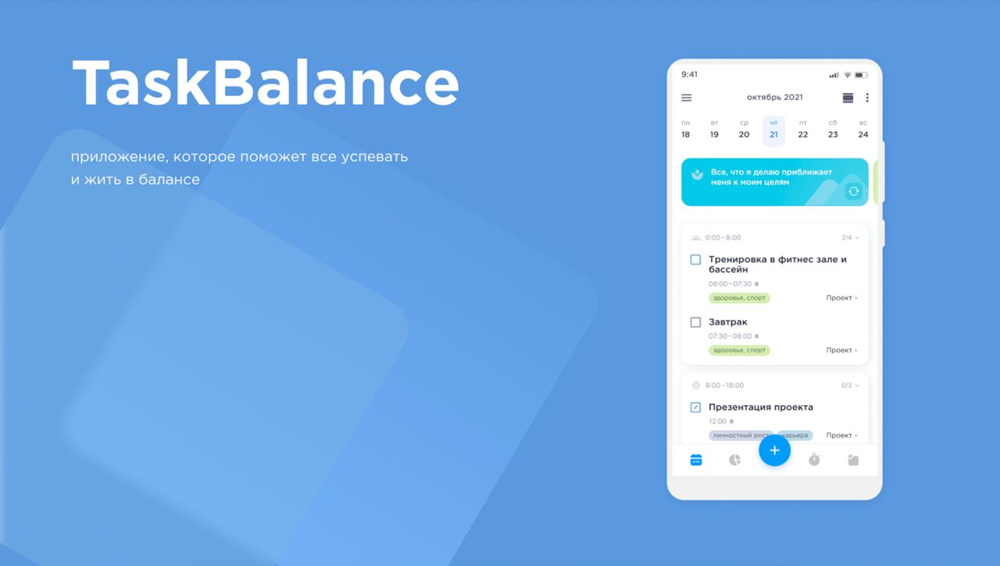 TaskBalance
приложение, которое поможет все успевать
и жить в балансе
9:41
октябрь 2021
пн вт ср чт пт сб вс
18 19 20 21 22 23 24
Все, что я делаю приближает
меня к моим целям
0:00–8:00 2/4
Тренировка в фитнес зале и
бассейн
06:00–07:30
здоровье, спорт Проект
Завтрак
07:30–08:00
здоровье, спорт Проект
8:00–18:00 0/2
Презентация проекта
12:00
личностный рост карьера Проект